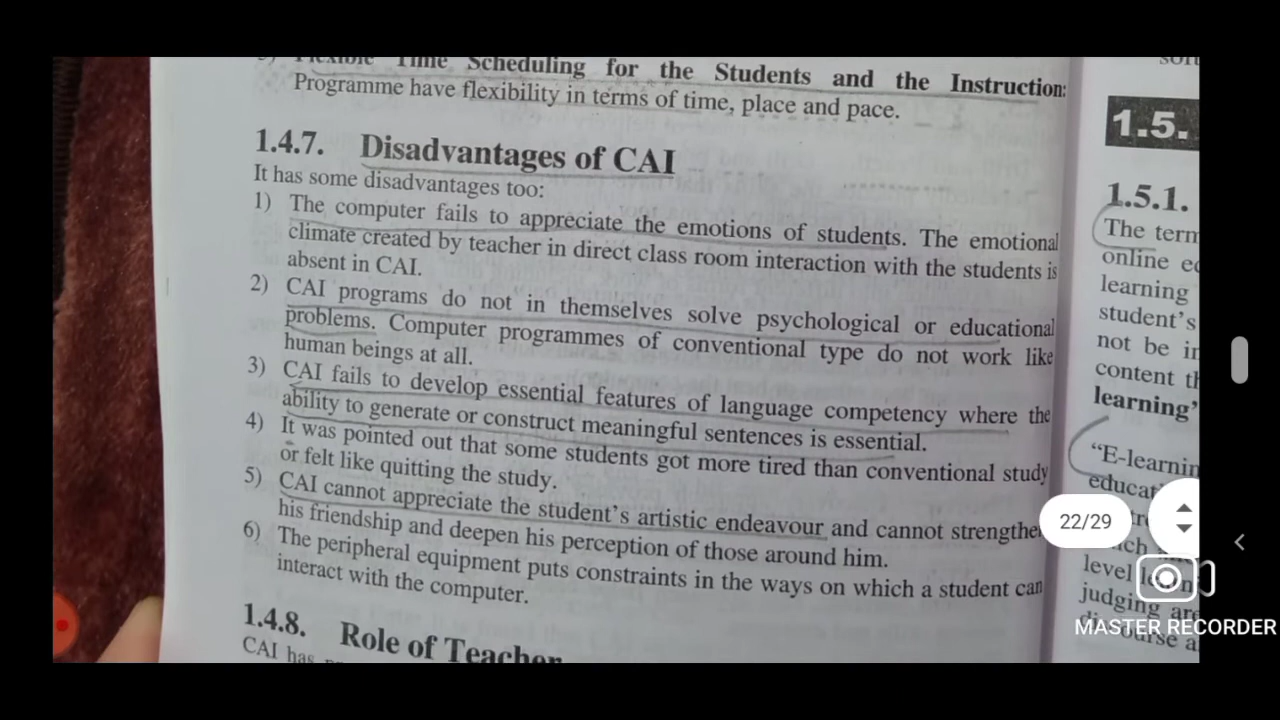 Flexible Time Scheduling for the Students and the Instruction:
Programme have flexibility in terms of time, place and pace.
1.4.7. Disadvantages of CAI
It has some disadvantages too:
1) The computer fails to appreciate the emotions of students. The emotional
climate created by teacher in direct class room interaction with the students is
absent in CAI.
2) CAI programs do not in themselves solve psychological or educational
problems. Computer programmes of conventional type do not work like
human beings at all.
3) CAI fails to develop essential features of language competency where the
ability to generate or construct meaningful sentences is essential.
4) It was pointed out that some students got more tired than conventional study
or felt like quitting the study.
5) CAI cannot appreciate the student's artistic endeavour and cannot
his friendship and deepen his perception of those around him.
6) The peripheral equipment puts constraints in the ways on which a student can
interact with the computer.
1.4.8. Role of Teacher
CAI has
1.5.
1.5.1.
The term
online
learning
student's
not be
content
learning'
level
judging are
22/29
MASTER RECORDER